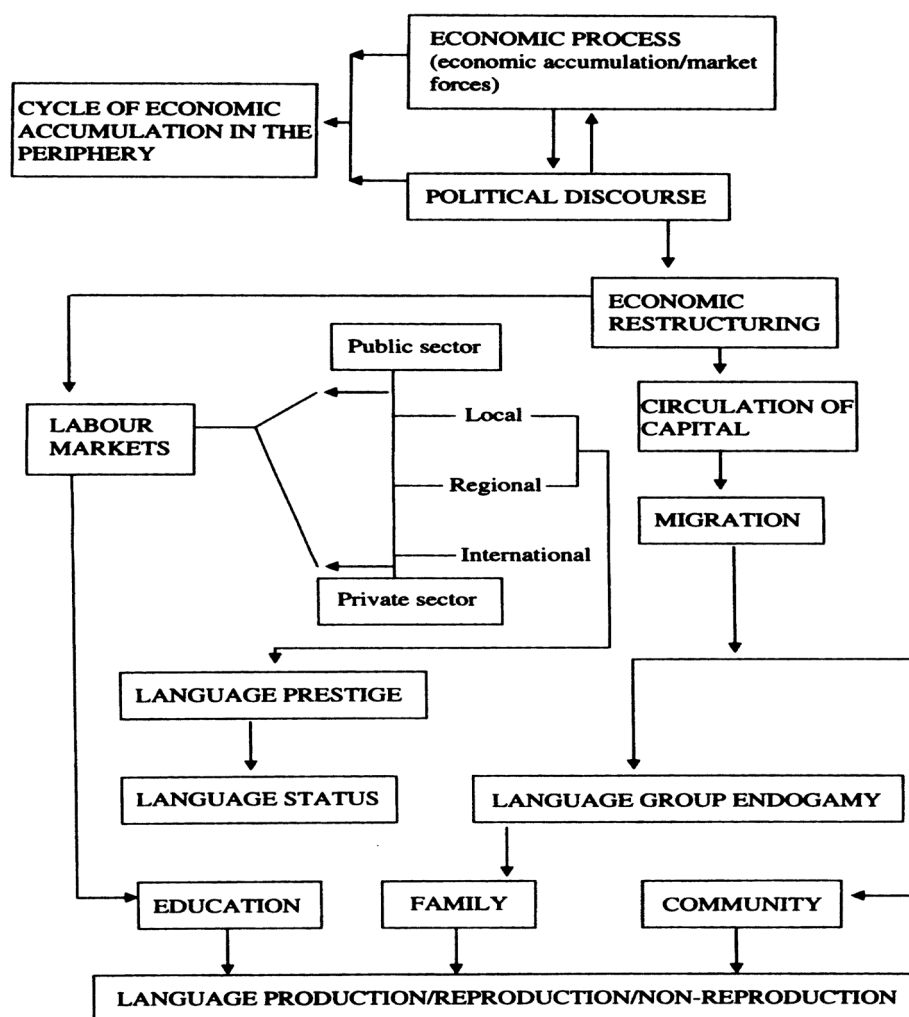 ECONOMIC PROCESS
(economic accumulation/market
forces)
CYCLE OF ECONOMIC
ACCUMULATION IN THE
PERIPHERY
POLITICAL DISCOURSE
ECONOMIC
RESTRUCTURING
Public sector
CIRCULATION OF
CAPITAL
LABOUR
MARKETS
Local
Regional
MIGRATION
International
Private sector
LANGUAGE PRESTIGE
LANGUAGE STATUS
LANGUAGE GROUP ENDOGAMY
EDUCATION
FAMILY
COMMUNITY
LANGUAGE PRODUCTION/REPRODUCTION/NON-REPRODUCTION